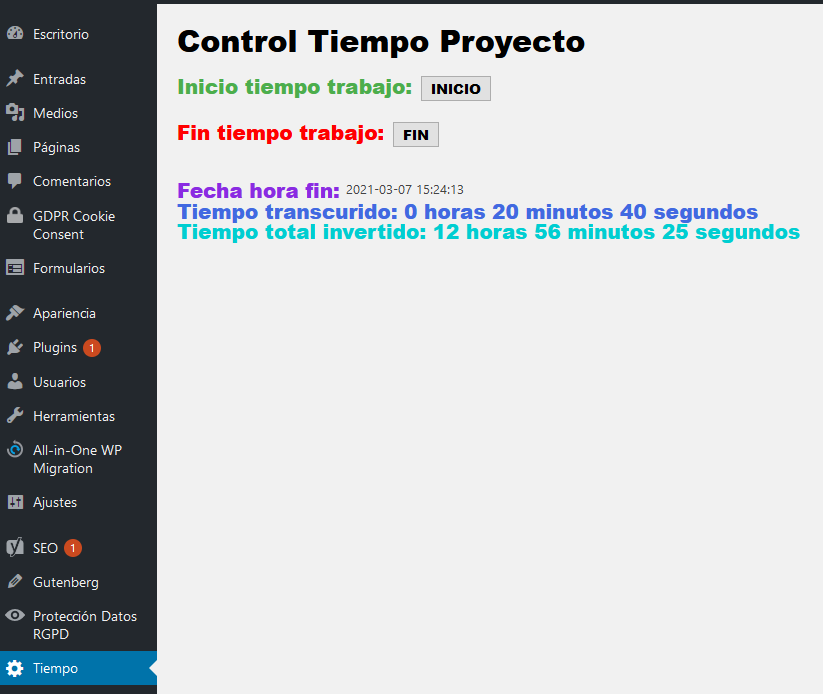 Escritorio
Entradas
Medios
Páginas
Comentarios
GDPR Cookie
Consent
Formularios
Apariencia
Plugins 1
Usuarios
Herramientas
All-in-One WP
Migration
Ajustes
SEO 1
Gutenberg
Protección Datos
RGPD
Tiempo
Control Tiempo Proyecto
Inicio tiempo trabajo: INICIO
Fin tiempo trabajo: FIN
Fecha hora fin: 2021-03-07 15:24:13
Tiempo transcurido: 0 horas 20 minutos 40 segundos
Tiempo total invertido: 12 horas 56 minutos 25 segundos